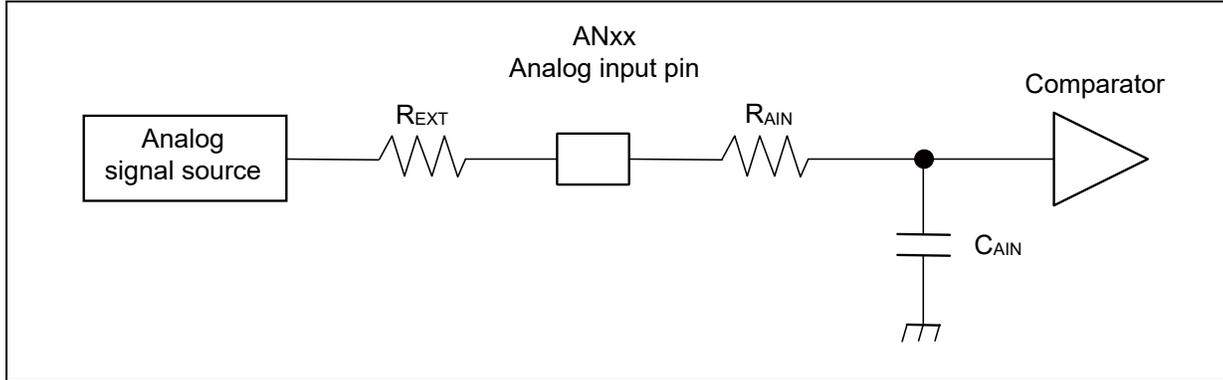 ANxx
Analog input pin
Comparator
REXT
RAIN
Analog
signal source
CAIN